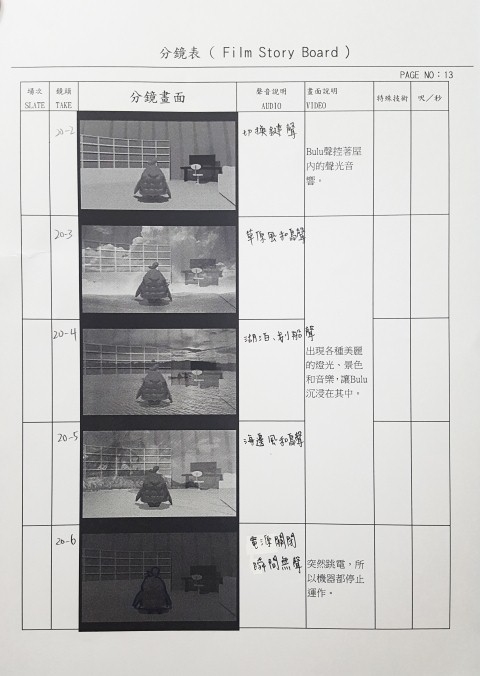 分鏡表 ( Film Story Board )
PAGE NO：13
場次 SLATE
鏡頭 TAKE
分鏡畫面
聲音說明 AUDIO
畫面說明 VIDEO
特殊技術
呎／秒
20-2
切換鍵聲
Bulu聲控著屋
內的聲光音
響。
20-3
草原風和鳥聲
20-4
湖泊、划船聲
出現各種美麗
的燈光、景色
和音樂，讓Bulu
沉浸在其中。
20-5
海邊風和鳥聲
20-6
電源關閉
瞬間無聲
突然跳電，所
以機器都停止
運作。